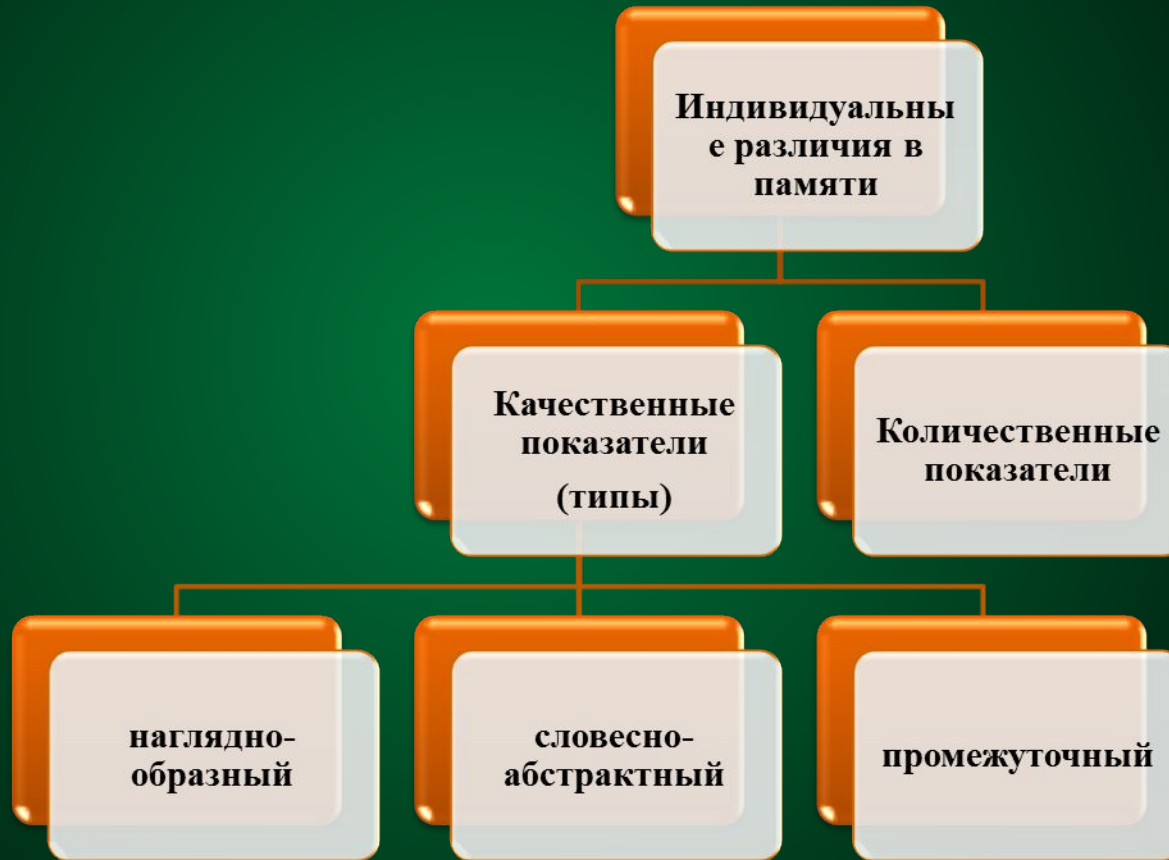 Индивидуальны
е различия в
памяти
Качественные
показатели
(типы)
Количественные
показатели
наглядно-
образный
словесно-
абстрактный
промежуточный